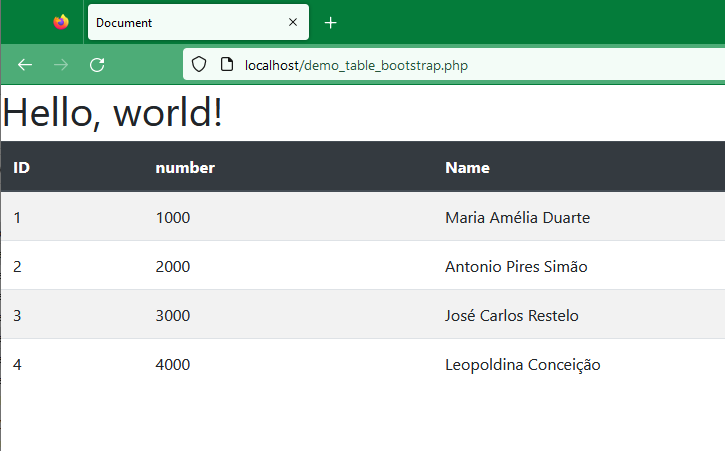 Document
localhost/demo_table_bootstrap.php
Hello, world!
ID number Name
1 1000 Maria Amélia Duarte
2 2000 Antonio Pires Simão
3 3000 José Carlos Restelo
4 4000 Leopoldina Conceição